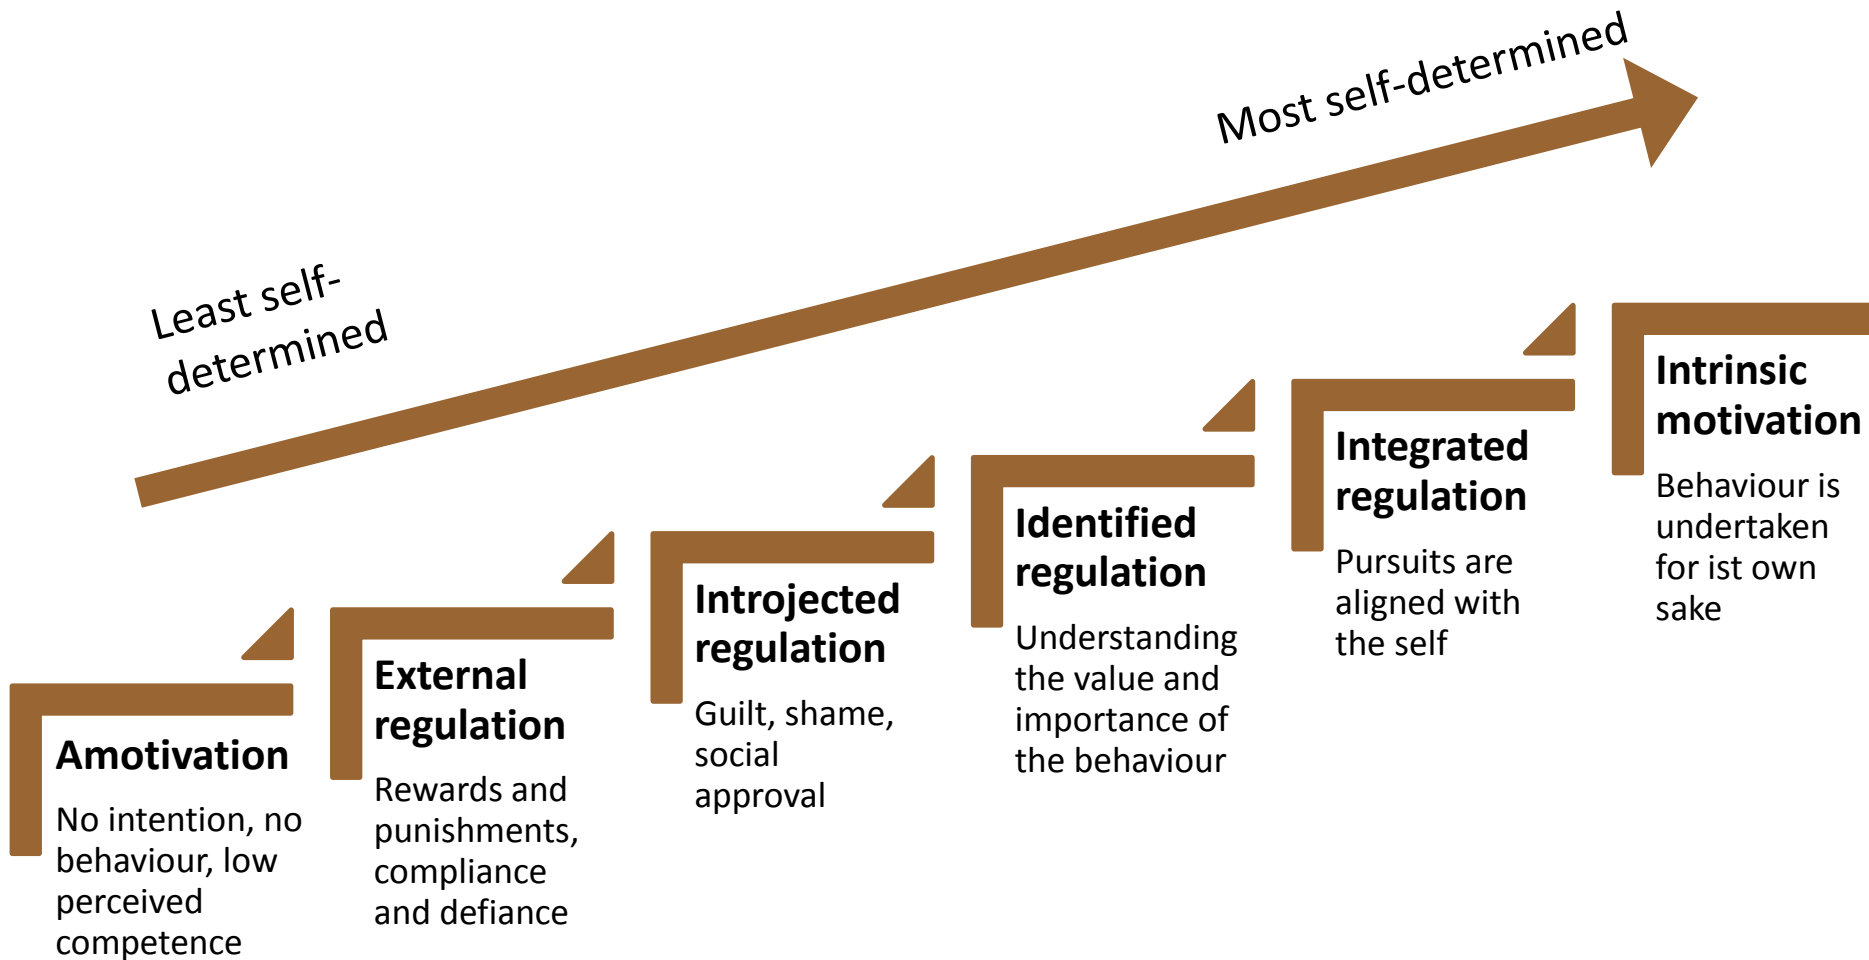 Least self-
determined
Most self-determined
Amotivation
No intention, no
behaviour, low
perceived
competence
External
regulation
Rewards and
punishments,
compliance
and defiance
Introjected
regulation
Guilt, shame,
social
approval
Identified
regulation
Understanding
the value and
importance of
the behaviour
Integrated
regulation
Pursuits are
aligned with
the self
Intrinsic
motivation
Behaviour is
undertaken
for ist own
sake